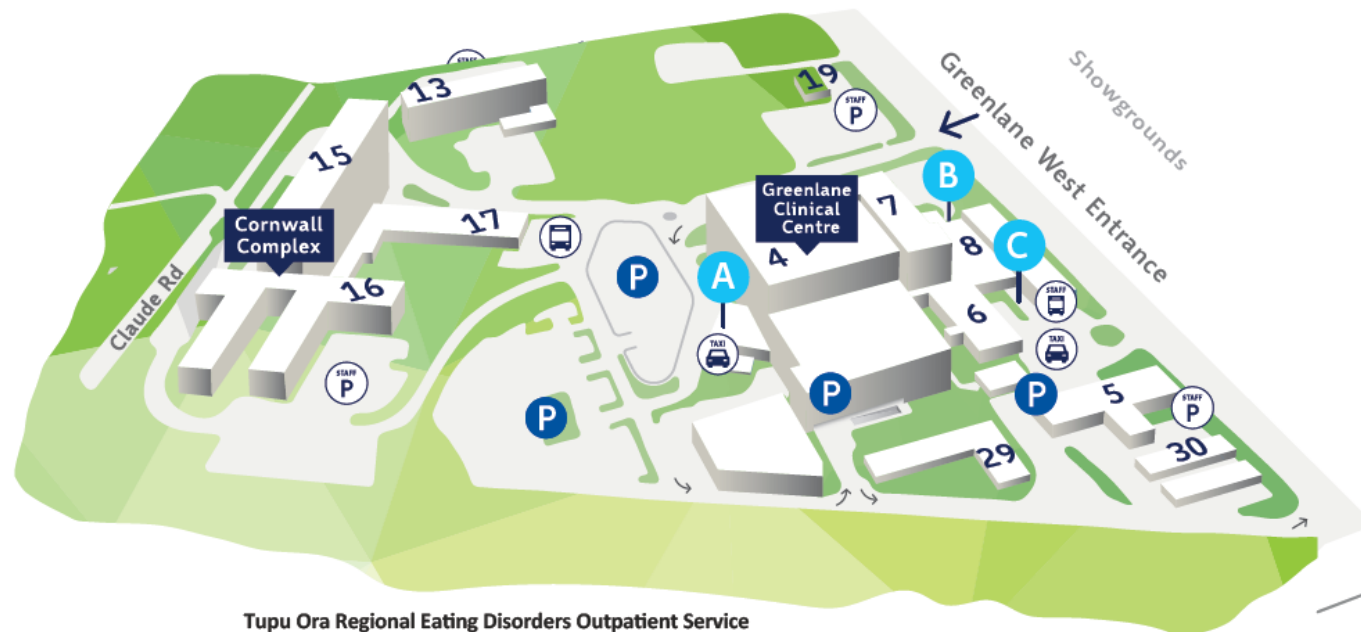 STAFF
13
19
STAFF
P
Showgrounds
Greenlane West Entrance
15
B
Greenlane
Clinical
Centre
7
17
Cornwall
Complex
4
8
C
P
A
16
STAFF
6
Claude Rd
TAXI
TAXI
STAFF
P
P
P
P
5
STAFF
P
30
29
Tupu Ora Regional Eating Disorders Outpatient Service